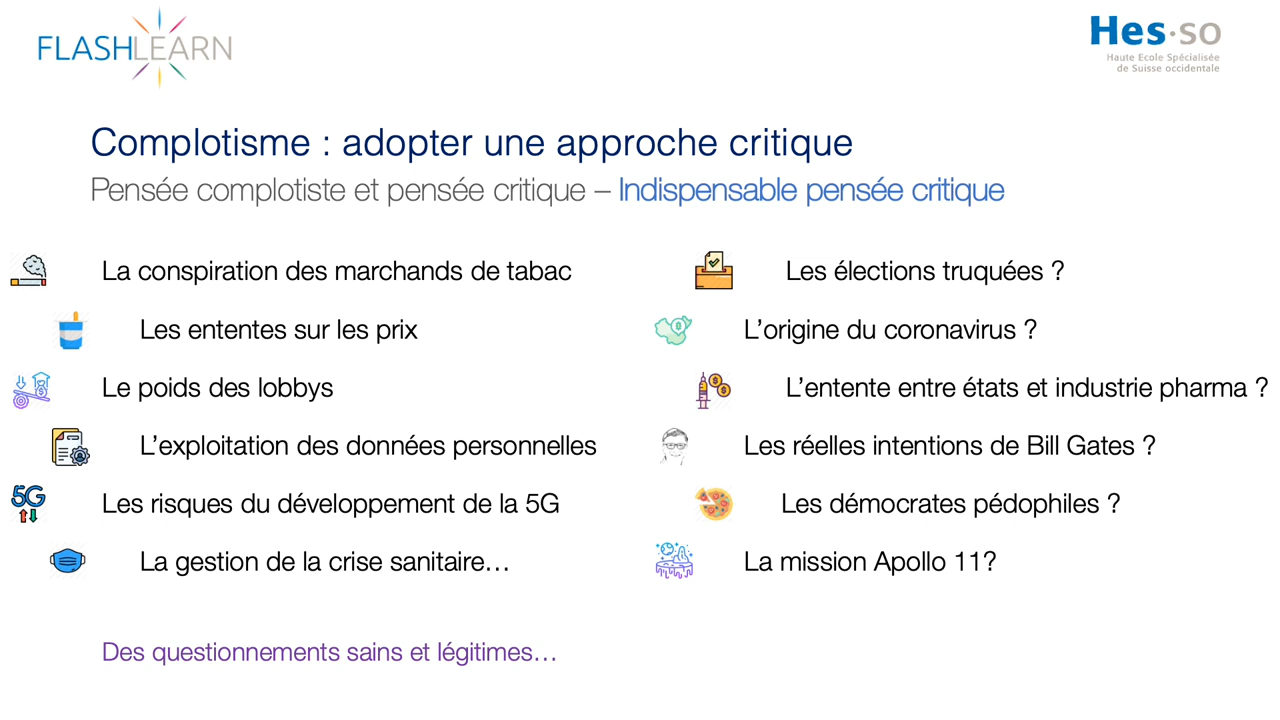 FLASHLEARN
Hes·so
Haute Ecole Spécialisée
de Suisse occidentale
Complotisme : adopter une approche critique
Pensée complotiste et pensée critique – Indispensable pensée critique
La conspiration des marchands de tabac
Les ententes sur les prix
Le poids des lobbys
L’exploitation des données personnelles
5G
Les risques du développement de la 5G
La gestion de la crise sanitaire…
Les élections truquées ?
L’origine du coronavirus ?
L’entente entre états et industrie pharma ?
Les réelles intentions de Bill Gates ?
Les démocrates pédophiles ?
La mission Apollo 11?
Des questionnements sains et légitimes…